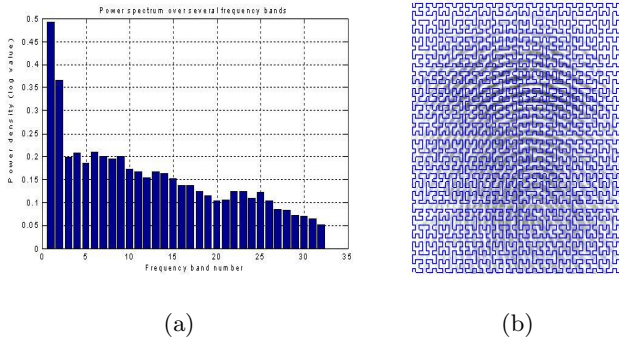 Power spectrum over several frequency bands
Power density (log value)
0.5
0.45
0.4
0.35
0.3
0.25
0.2
0.15
0.1
0.05
0
0 5 10 15 20 25 30 35
Frequency band number
(a) (b)